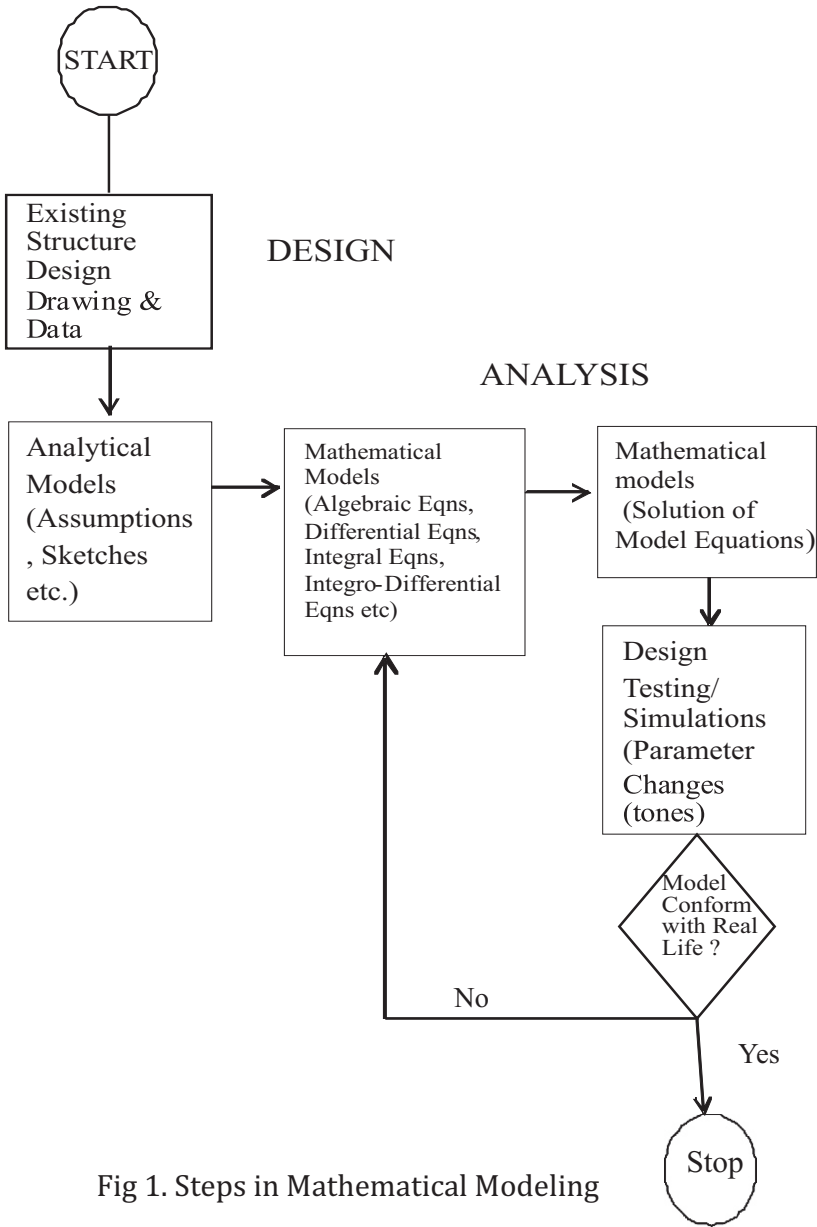 START
Existing
Structure
Design
Drawing &
Data
DESIGN
ANALYSIS
Analytical
Models
(Assumptions
, Sketches
etc.)
Mathematical
Models
(Algebraic Eqns,
Differential Eqns,
Integral Eqns,
Integro-Differential
Eqns etc)
Mathematical
models
(Solution of
Model Equations)
Design
Testing/
Simulations
(Parameter
Changes
(tones)
Model
Conform
with Real
Life ?
No
Yes
Stop
Fig 1. Steps in Mathematical Modeling